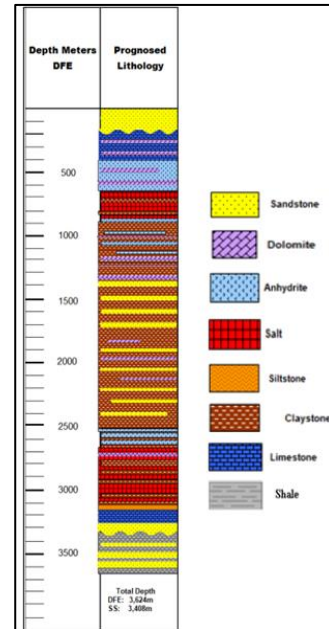 Depth Meters
DFE
Prognosed
Lithology
500
1000
1500
2000
2500
3000
3500
Sandstone
Dolomite
Anhydrite
Salt
Siltstone
Claystone
Limestone
Shale
Total Depth
DFE: 3,624m
SS: 3,408m